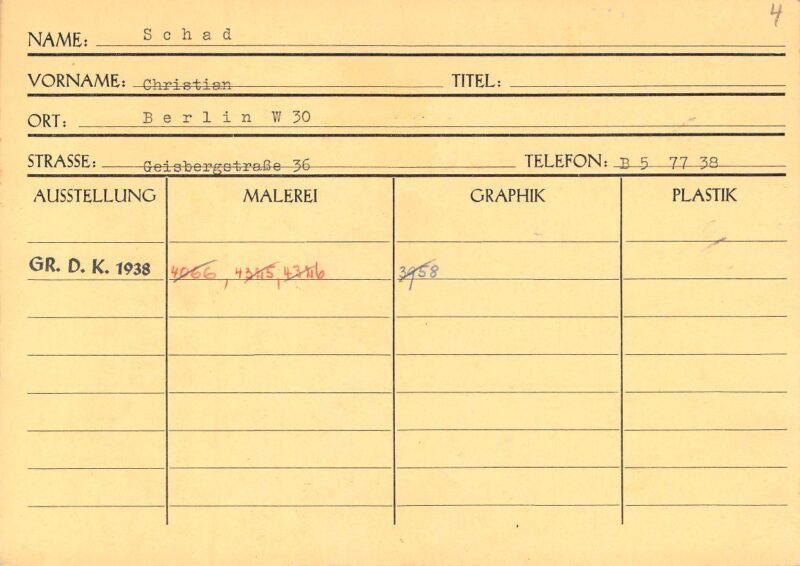 4
NAME: Schad
VORNAME: Christian TITEL:
ORT: Berlin W 30
STRASSE: Geisbergstraße 36 TELEFON: B 5 77 38
AUSSTELLUNG MALEREI GRAPHIK PLASTIK
GR. D. K. 1938 4066, 4345, 4346 3958